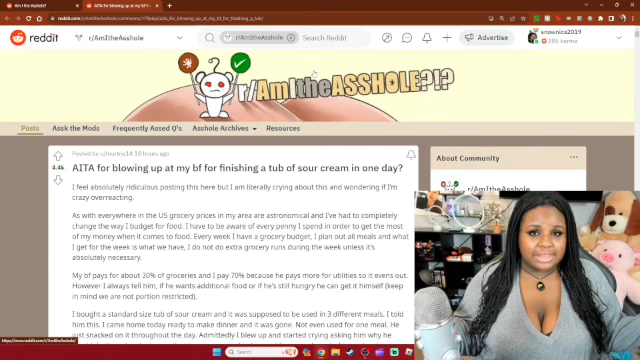 Am I the Asshole?
AITA for blowing up at my bf for
reddit.com/r/AmItheAsshole/comments/178ykpl/aita_for_blowing_up_at_my_bf_for_finishing_a_tub/
reddit
r/AmItheAsshole
r/AmItheAsshole
Search Reddit
Advertise
snownica2019
281 karma
r/AmItheASSHOLE?!?
Posts
Assk the Mods
Frequently Assed Q's
Asshole Archives
Resources
4.4k
AITA for blowing up at my bf for finishing a tub of sour cream in one day?
I feel absolutely ridiculous posting this here but I am literally crying about this and wondering if I'm
crazy overreacting.
As with everywhere in the US grocery prices in my area are astronomical and I've had to completely
change the way I budget for food. I have to be aware of every penny I spend in order to get the most
of my money when it comes to food. Every week I have a grocery budget, I plan out all meals and what
I get for the week is what we have, I do not do extra grocery runs during the week unless it's
absolutely necessary.
My bf pays for about 30% of groceries and I pay 70% because he pays more for utilities so it evens out.
However I always tell him, if he wants additional food or if he's still hungry he can get it himself (keep
in mind we are not portion restricted).
I bought a standard size tub of sour cream and it was supposed to be used in 3 different meals. I told
him this. I came home today ready to make dinner and it was gone. Not even used for one meal. He
just snacked on it throughout the day. Admittedly I blew up and started crying asking him why he
About Community
r/AmItheAsshole
https://www.reddit.com/r/AmItheAsshole/
Search